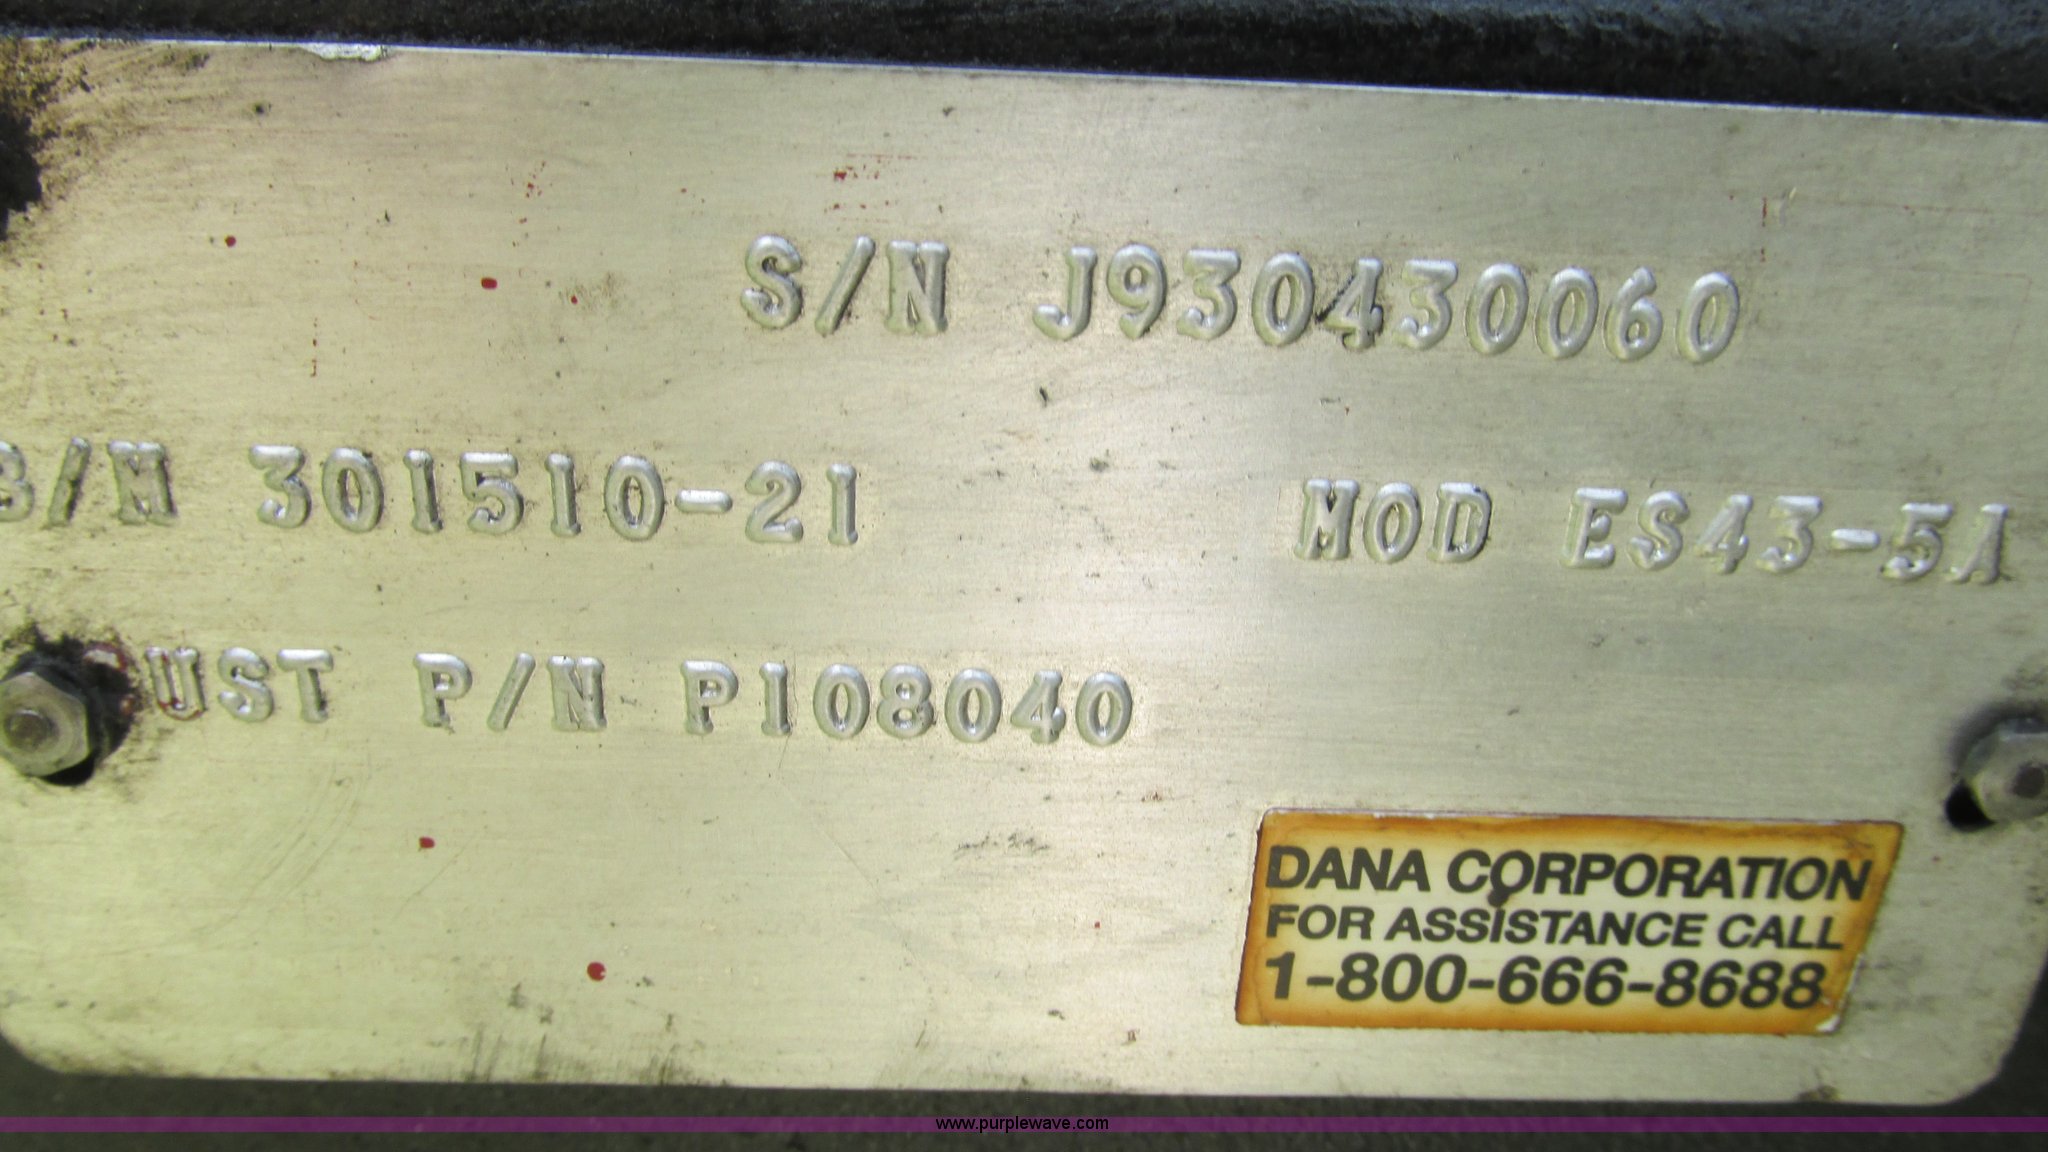 S/N J930430060
B/M 301510-21 MOD ES43-5A
UST P/N P108040
DANA CORPORATION
FOR ASSISTANCE CALL
1-800-666-8688
www.purplewave.com